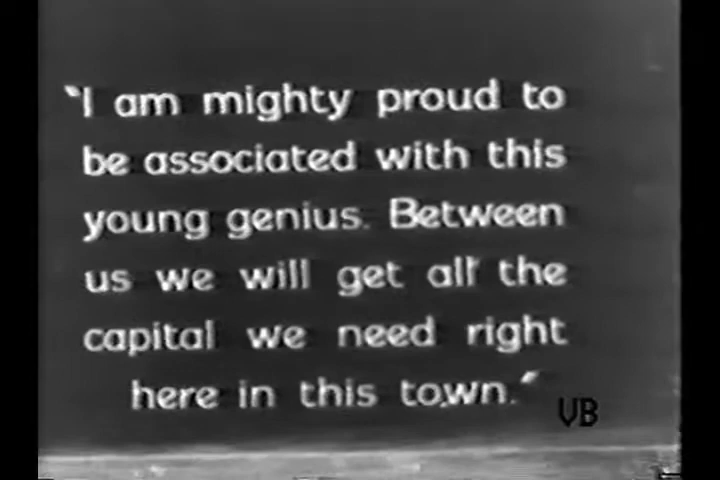 "I am mighty proud to
be associated with this
young genius. Between
us we will get all the
capital we need right
here in this town."
VB